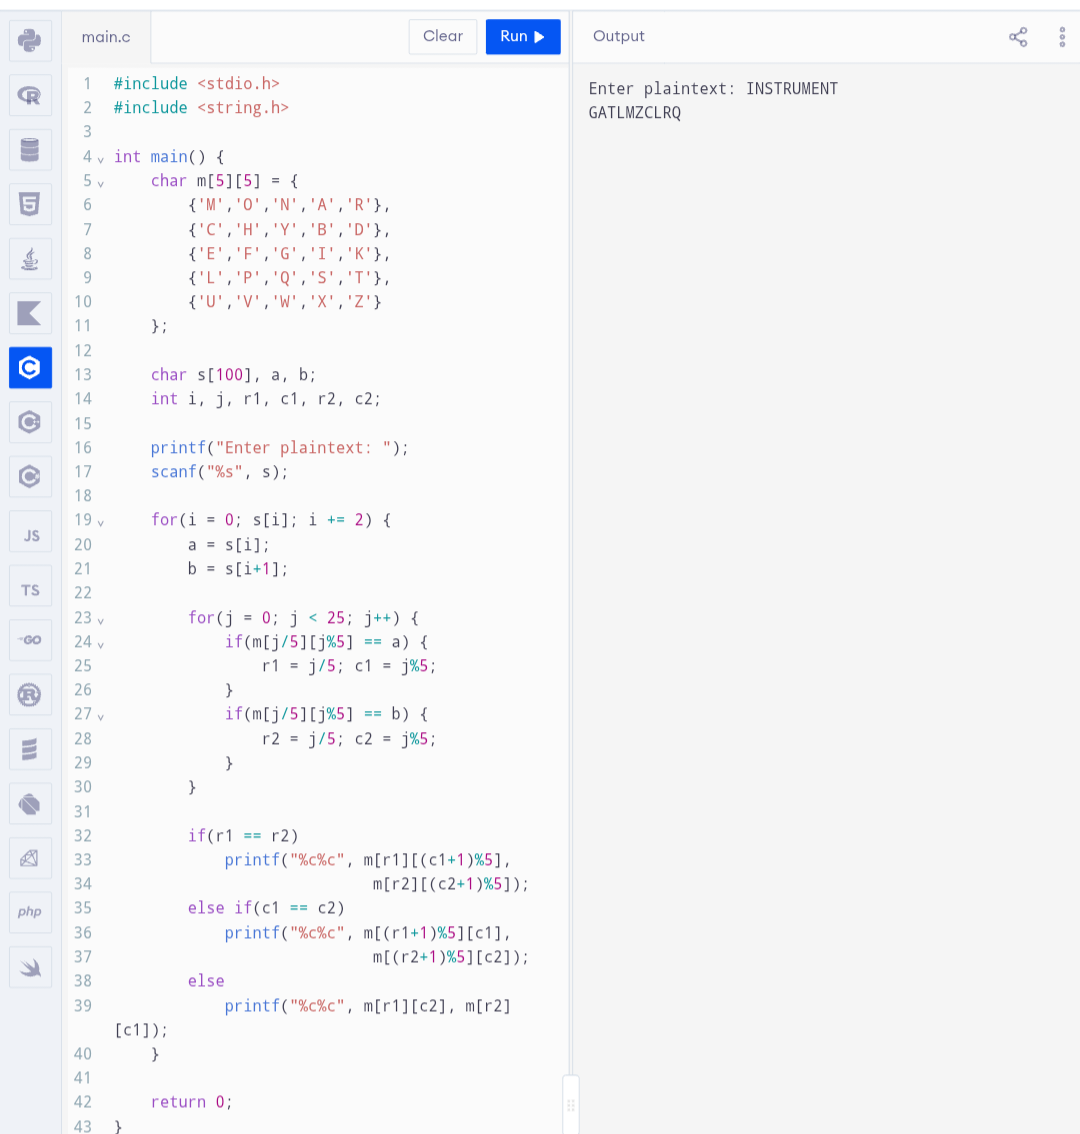 main.c
Clear
Run
Output
1 #include <stdio.h>
2 #include <string.h>
3
4 int main() {
5     char m[5][5] = {
6         {'M','O','N','A','R'},
7         {'C','H','Y','B','D'},
8         {'E','F','G','I','K'},
9         {'L','P','Q','S','T'},
10         {'U','V','W','X','Z'}
11     };
12
13     char s[100], a, b;
14     int i, j, r1, c1, r2, c2;
15
16     printf("Enter plaintext: ");
17     scanf("%s", s);
18
19     for(i = 0; s[i]; i += 2) {
20         a = s[i];
21         b = s[i+1];
22
23         for(j = 0; j < 25; j++) {
24             if(m[j/5][j%5] == a) {
25                 r1 = j/5; c1 = j%5;
26             }
27             if(m[j/5][j%5] == b) {
28                 r2 = j/5; c2 = j%5;
29             }
30         }
31
32         if(r1 == r2)
33             printf("%c%c", m[r1][(c1+1)%5],
34                             m[r2][(c2+1)%5]);
35         else if(c1 == c2)
36             printf("%c%c", m[(r1+1)%5][c1],
37                             m[(r2+1)%5][c2]);
38         else
39             printf("%c%c", m[r1][c2], m[r2]
[c1]);
40     }
41
42     return 0;
43 }
Enter plaintext: INSTRUMENT
GATLMZCLRQ
R
5
C
C
C
JS
TS
GO
R
php